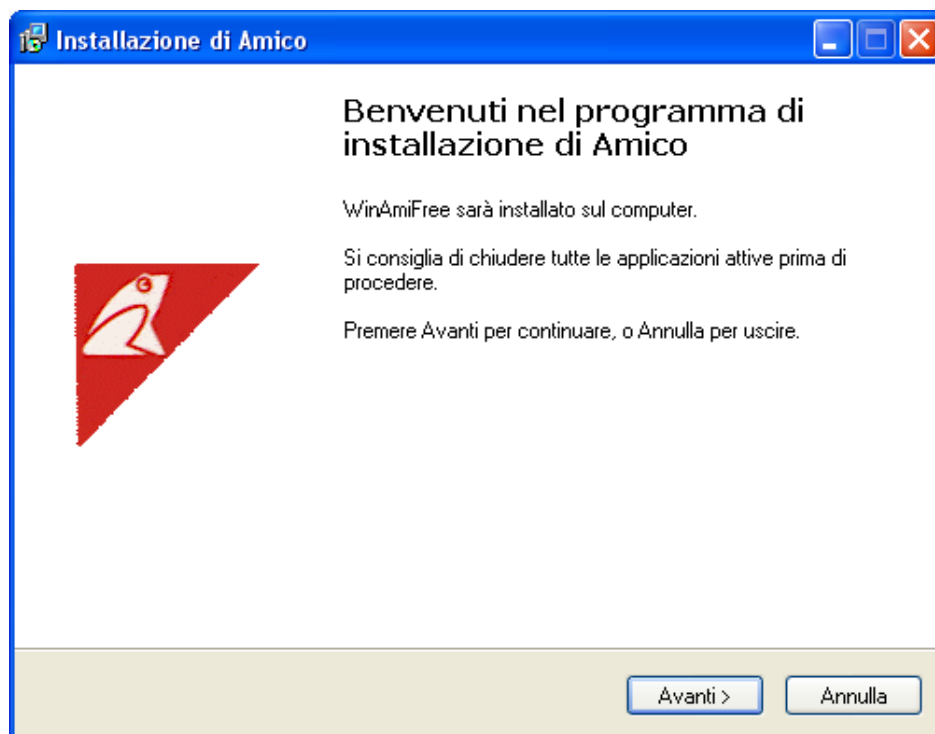 Installazione di Amico
Benvenuti nel programma di
installazione di Amico
WinAmiFree sarà installato sul computer.
Si consiglia di chiudere tutte le applicazioni attive prima di
procedere.
Premere Avanti per continuare, o Annulla per uscire.
Avanti >
Annulla